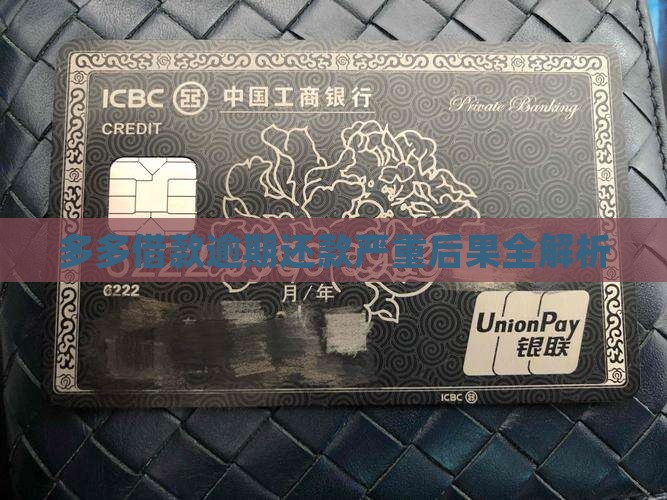 ICBC 中国工商银行 Private Banking
CREDIT
多多借款逾期还款严重后果全解析
6222
月/年
UnionPay
银联
ICBC